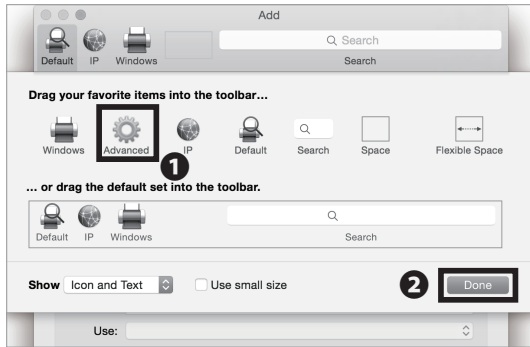 Add
Search
Default IP Windows Search
Drag your favorite items into the toolbar…
Windows Advanced IP Default Search Space Flexible Space
1
... or drag the default set into the toolbar.
Default IP Windows Search
Show Icon and Text Use small size 2 Done
Use: